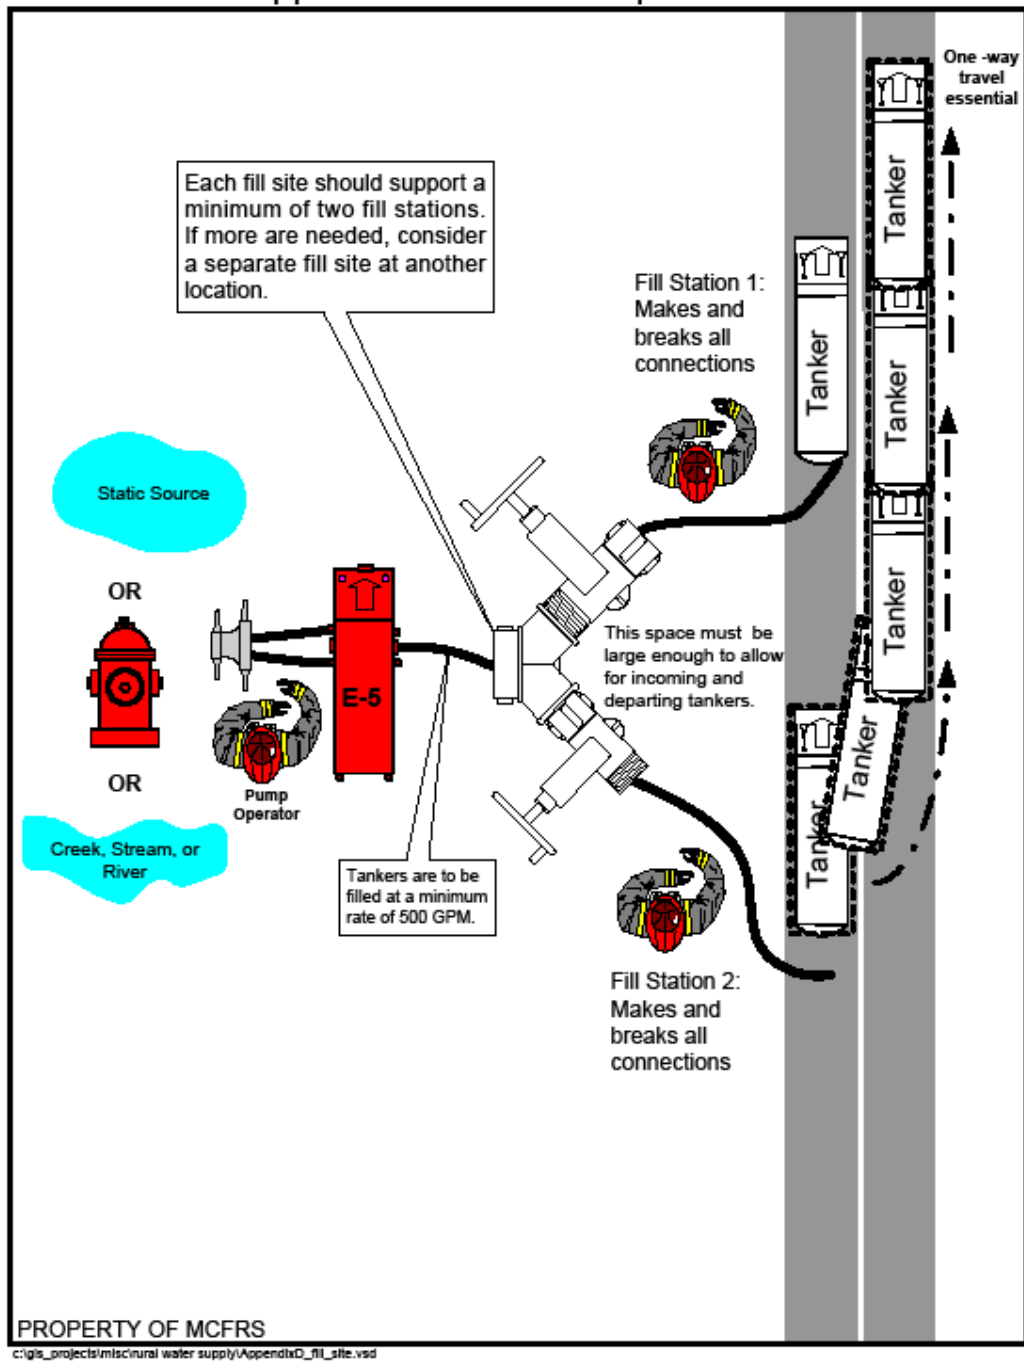 One -way
travel
essential
Each fill site should support a
minimum of two fill stations.
If more are needed, consider
a separate fill site at another
location.
Fill Station 1:
Makes and
breaks all
connections
Tanker
Tanker
Tanker
Tanker
Tanker
Tanker
Static Source
OR
OR
Creek, Stream, or
River
E-5
Pump
Operator
This space must be
large enough to allow
for incoming and
departing tankers.
Tankers are to be
filled at a minimum
rate of 500 GPM.
Fill Station 2:
Makes and
breaks all
connections
PROPERTY OF MCFRS
c:\gis_projects\misc\rural water supply\AppendixD_fill_site.vsd